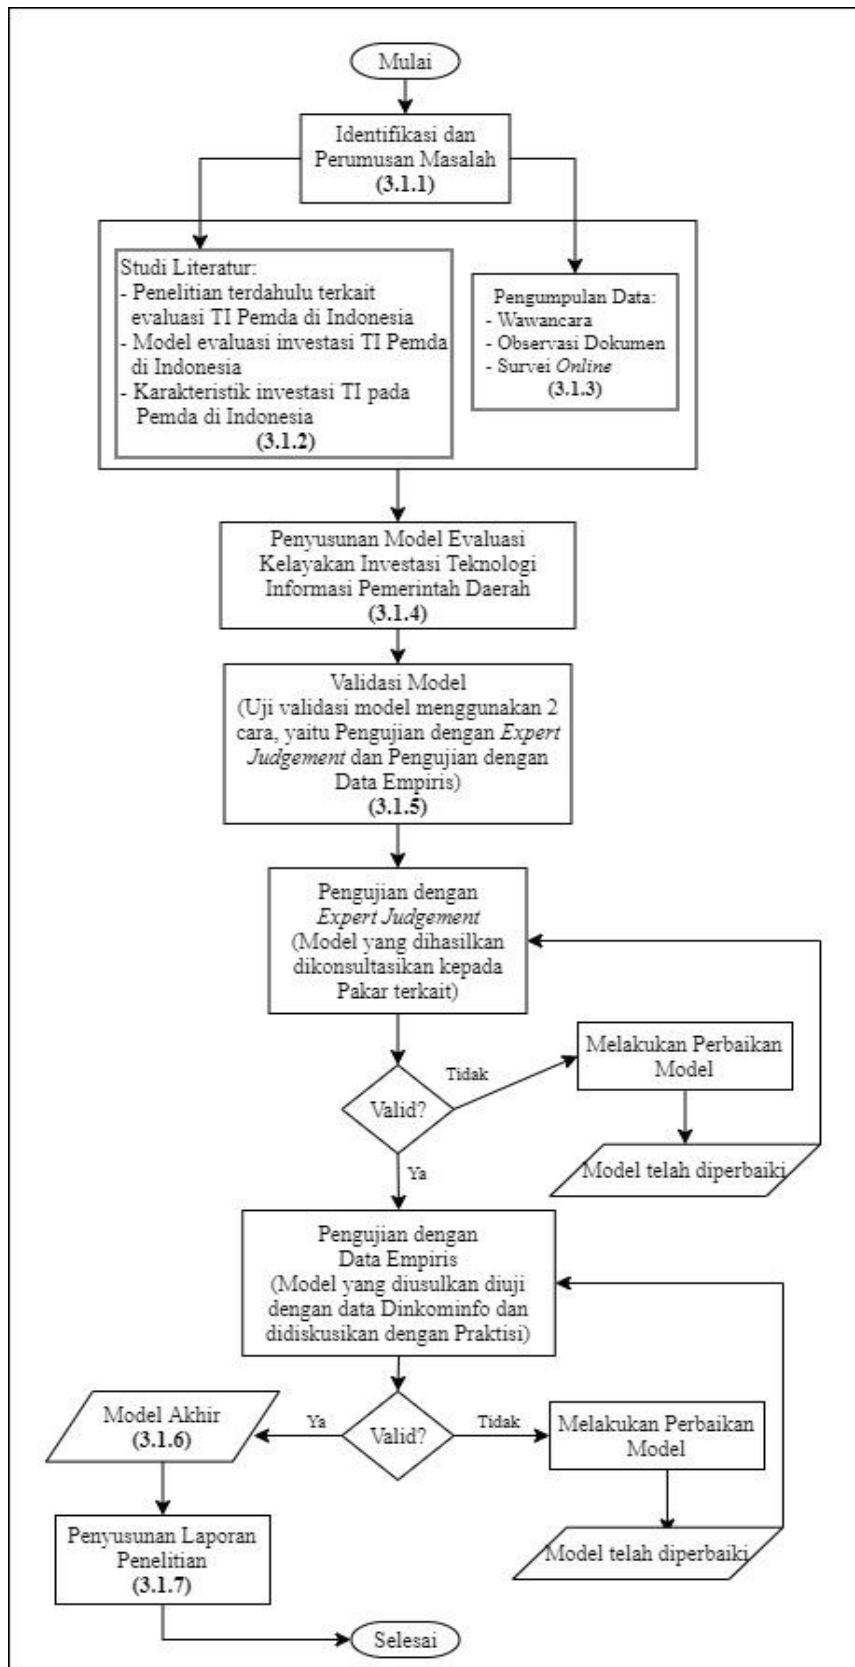 Mulai
Identifikasi dan
Perumusan Masalah
(3.1.1)
Studi Literatur:
- Penelitian terdahulu terkait
evaluasi TI Pemda di Indonesia
- Model evaluasi investasi TI Pemda
di Indonesia
- Karakteristik investasi TI pada
Pemda di Indonesia
(3.1.2)
Pengumpulan Data:
- Wawancara
- Observasi Dokumen
- Survei Online
(3.1.3)
Penyusunan Model Evaluasi
Kelayakan Investasi Teknologi
Informasi Pemerintah Daerah
(3.1.4)
Validasi Model
(Uji validasi model menggunakan 2
cara, yaitu Pengujian dengan Expert
Judgement dan Pengujian dengan
Data Empiris)
(3.1.5)
Pengujian dengan
Expert Judgement
(Model yang dihasilkan
dikonsultasikan kepada
Pakar terkait)
Valid?
Tidak
Melakukan Perbaikan
Model
Model telah diperbaiki
Ya
Pengujian dengan
Data Empiris
(Model yang diusulkan diuji
dengan data Dinkominfo dan
didiskusikan dengan Praktisi)
Valid?
Tidak
Melakukan Perbaikan
Model
Model telah diperbaiki
Ya
Model Akhir
(3.1.6)
Penyusunan Laporan
Penelitian
(3.1.7)
Selesai